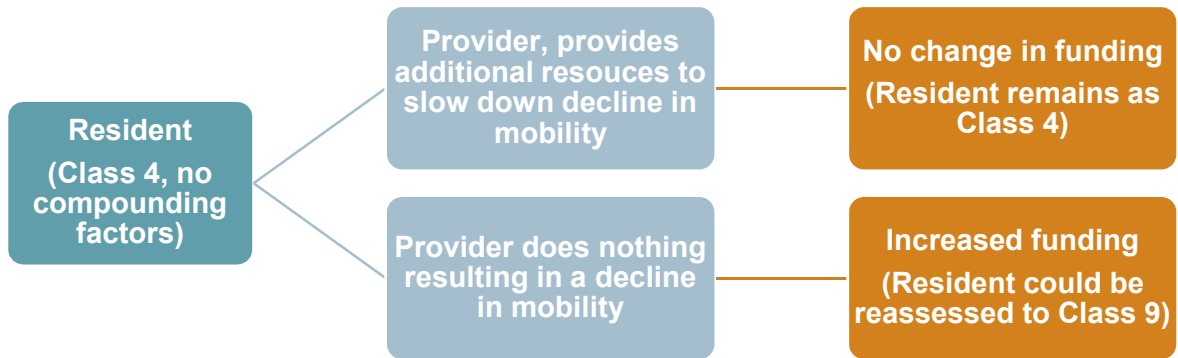 Resident
(Class 4, no
compounding
factors)
Provider, provides
additional resouces to
slow down decline in
mobility
No change in funding
(Resident remains as
Class 4)
Provider does nothing
resulting in a decline
in mobility
Increased funding
(Resident could be
reassessed to Class 9)